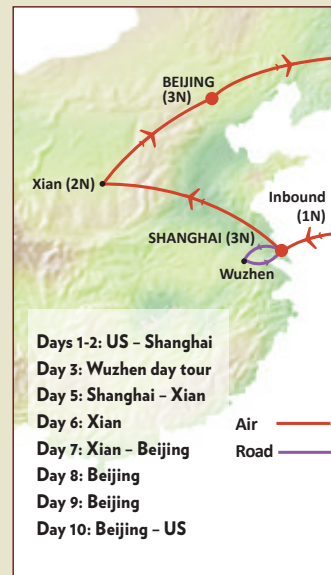 BEIJING
(3N)
Xian (2N)
Inbound
(1N)
SHANGHAI (3N)
Wuzhen
Days 1-2: US – Shanghai
Day 3: Wuzhen day tour
Day 5: Shanghai – Xian
Day 6: Xian
Day 7: Xian – Beijing
Day 8: Beijing
Day 9: Beijing
Day 10: Beijing – US
Air
Road